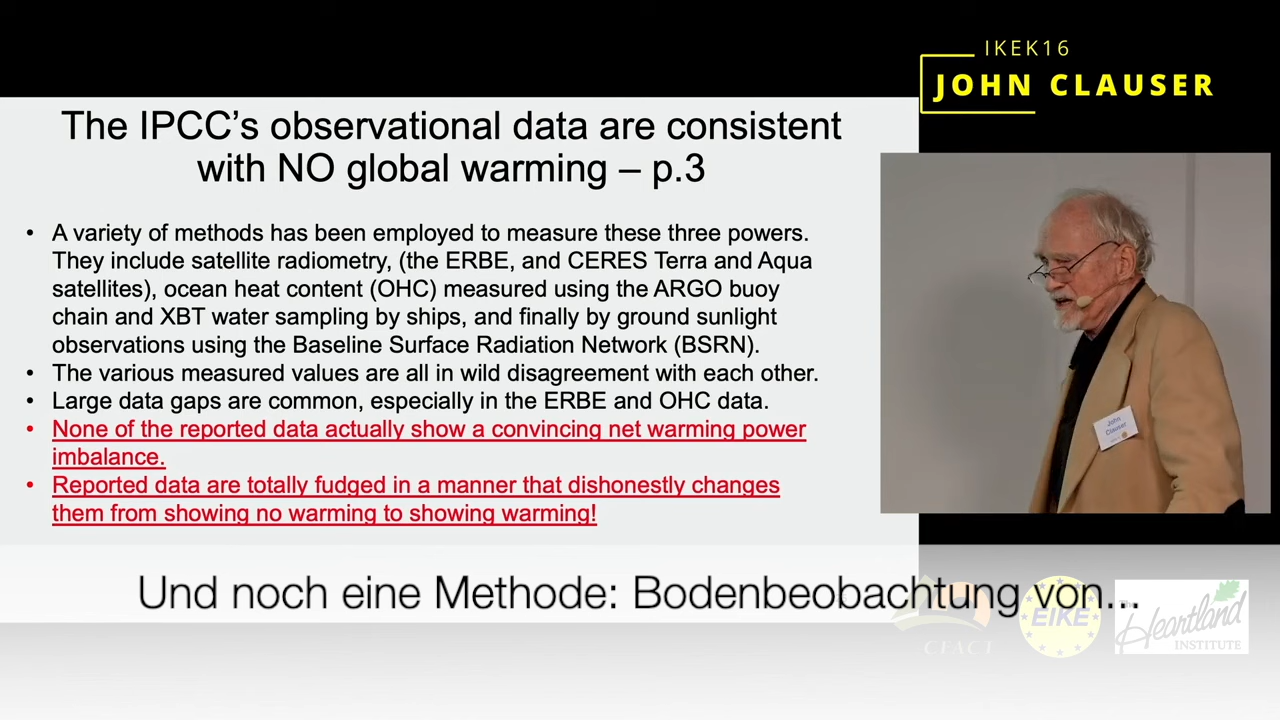 IKEK16
JOHN CLAUSER
The IPCC's observational data are consistent
with NO global warming – p.3
• A variety of methods has been employed to measure these three powers.
They include satellite radiometry, (the ERBE, and CERES Terra and Aqua
satellites), ocean heat content (OHC) measured using the ARGO buoy
chain and XBT water sampling by ships, and finally by ground sunlight
observations using the Baseline Surface Radiation Network (BSRN).
• The various measured values are all in wild disagreement with each other.
• Large data gaps are common, especially in the ERBE and OHC data.
• None of the reported data actually show a convincing net warming power
imbalance.
• Reported data are totally fudged in a manner that dishonestly changes
them from showing no warming to showing warming!
John
Clauser
Und noch eine Methode: Bodenbeobachtung von...
CFACT
EIKE
The
Heartland
INSTITUTE